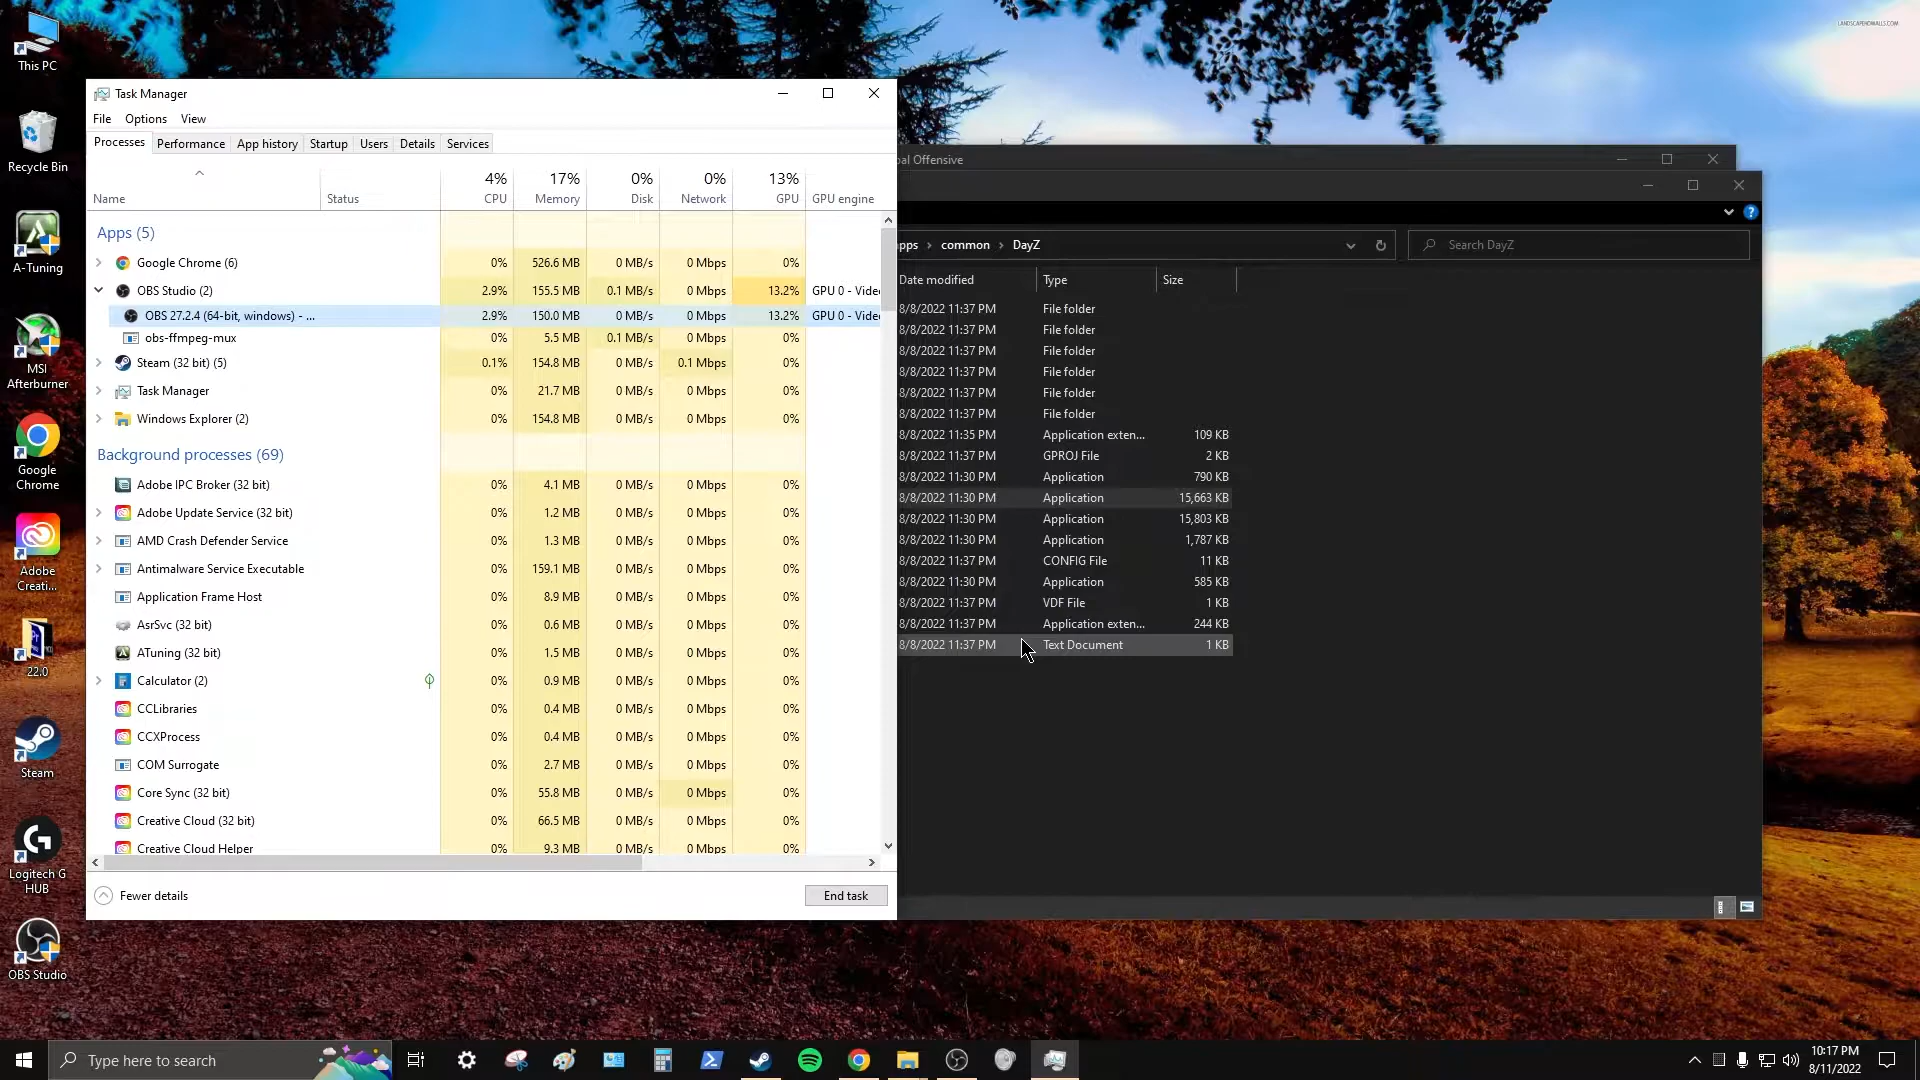 LANDSCAPENDWALLS.COM
This PC
Recycle Bin
A-Tuning
MSI
Afterburner
Google
Chrome
Adobe
Creati...
22.0
Steam
Logitech G
HUB
OBS Studio
Task Manager
File Options View
Processes Performance App history Startup Users Details Services
4% 17% 0% 0% 13%
Name Status CPU Memory Disk Network GPU GPU engine
Apps (5)
Google Chrome (6) 0% 526.6 MB 0 MB/s 0 Mbps 0%
OBS Studio (2) 2.9% 155.5 MB 0.1 MB/s 0 Mbps 13.2% GPU 0 - Videc
OBS 27.2.4 (64-bit, windows) - ... 2.9% 150.0 MB 0 MB/s 0 Mbps 13.2% GPU 0 - Videc
obs-ffmpeg-mux 0% 5.5 MB 0.1 MB/s 0 Mbps 0%
Steam (32 bit) (5) 0.1% 154.8 MB 0 MB/s 0.1 Mbps 0%
Task Manager 0% 21.7 MB 0 MB/s 0 Mbps 0%
Windows Explorer (2) 0% 154.8 MB 0 MB/s 0 Mbps 0%
Background processes (69)
Adobe IPC Broker (32 bit) 0% 4.1 MB 0 MB/s 0 Mbps 0%
Adobe Update Service (32 bit) 0% 1.2 MB 0 MB/s 0 Mbps 0%
AMD Crash Defender Service 0% 1.3 MB 0 MB/s 0 Mbps 0%
Antimalware Service Executable 0% 159.1 MB 0 MB/s 0 Mbps 0%
Application Frame Host 0% 8.9 MB 0 MB/s 0 Mbps 0%
AsrSvc (32 bit) 0% 0.6 MB 0 MB/s 0 Mbps 0%
ATuning (32 bit) 0% 1.5 MB 0 MB/s 0 Mbps 0%
Calculator (2) 0% 0.9 MB 0 MB/s 0 Mbps 0%
CCLibraries 0% 0.4 MB 0 MB/s 0 Mbps 0%
CCXProcess 0% 0.4 MB 0 MB/s 0 Mbps 0%
COM Surrogate 0% 2.7 MB 0 MB/s 0 Mbps 0%
Core Sync (32 bit) 0% 55.8 MB 0 MB/s 0 Mbps 0%
Creative Cloud (32 bit) 0% 66.5 MB 0 MB/s 0 Mbps 0%
Creative Cloud Helper 0% 9.3 MB 0 MB/s 0 Mbps 0%
Fewer details End task
bal Offensive
apps > common > DayZ Search DayZ
Date modified Type Size
8/8/2022 11:37 PM File folder
8/8/2022 11:37 PM File folder
8/8/2022 11:37 PM File folder
8/8/2022 11:37 PM File folder
8/8/2022 11:37 PM File folder
8/8/2022 11:37 PM File folder
8/8/2022 11:35 PM Application exten... 109 KB
8/8/2022 11:37 PM GPROJ File 2 KB
8/8/2022 11:30 PM Application 790 KB
8/8/2022 11:30 PM Application 15,663 KB
8/8/2022 11:30 PM Application 15,803 KB
8/8/2022 11:30 PM Application 1,787 KB
8/8/2022 11:37 PM CONFIG File 11 KB
8/8/2022 11:30 PM Application 585 KB
8/8/2022 11:37 PM VDF File 1 KB
8/8/2022 11:37 PM Application exten... 244 KB
8/8/2022 11:37 PM Text Document 1 KB
Type here to search
10:17 PM
8/11/2022